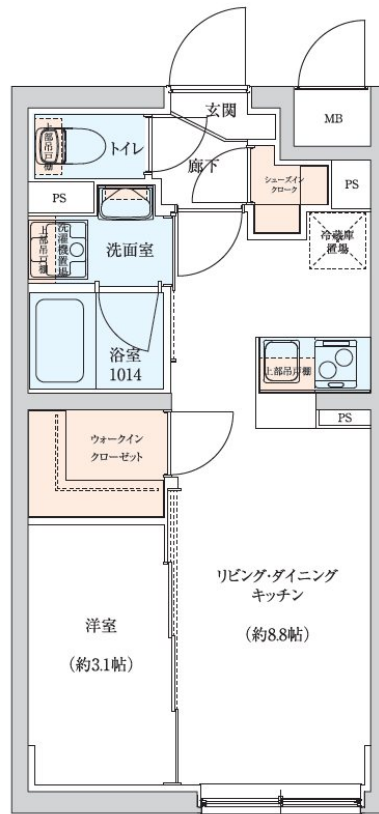 玄関
MB
上部吊戸棚
トイレ
廊下
シューズイン
クローク
PS
PS
洗濯機置場
上部吊戸棚
洗面室
冷蔵庫
置場
浴室
1014
上部吊戸棚
PS
ウォークイン
クローゼット
リビング・ダイニング
キッチン
(約8.8帖)
洋室
(約3.1帖)